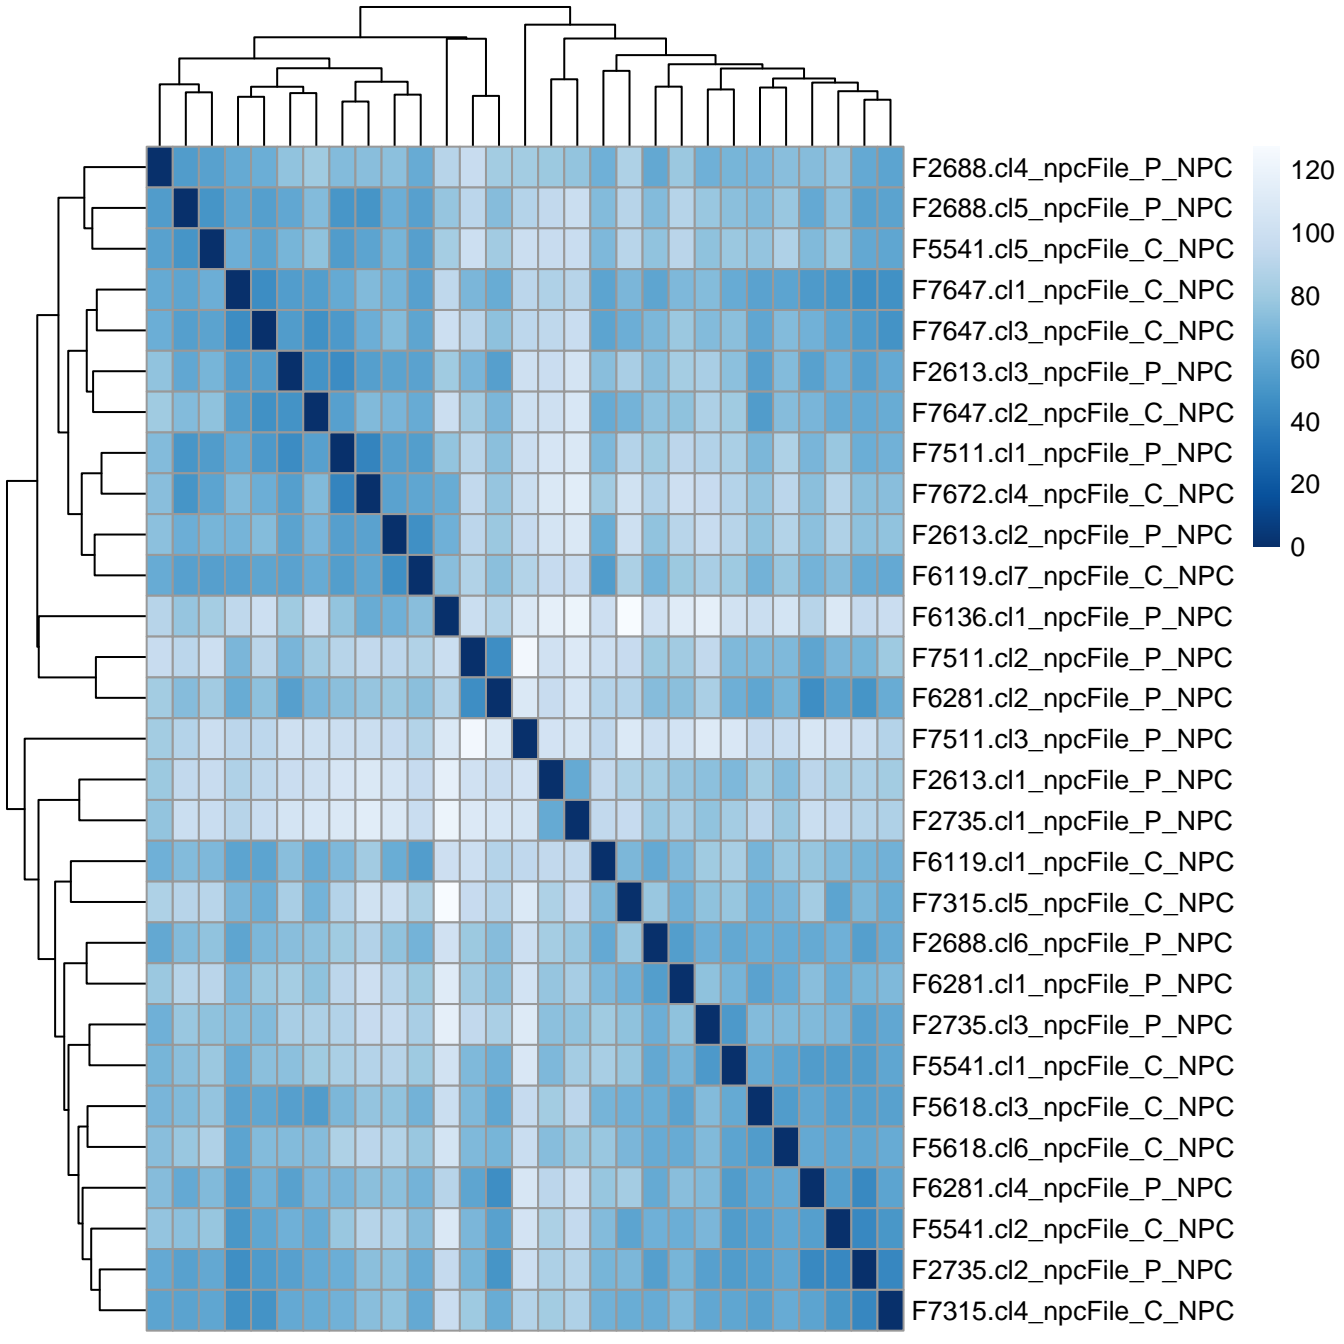 F2688.cl4_npcFile_P_NPC
F2688.cl5_npcFile_P_NPC
F5541.cl5_npcFile_C_NPC
F7647.cl1_npcFile_C_NPC
F7647.cl3_npcFile_C_NPC
F2613.cl3_npcFile_P_NPC
F7647.cl2_npcFile_C_NPC
F7511.cl1_npcFile_P_NPC
F7672.cl4_npcFile_C_NPC
F2613.cl2_npcFile_P_NPC
F6119.cl7_npcFile_C_NPC
F6136.cl1_npcFile_P_NPC
F7511.cl2_npcFile_P_NPC
F6281.cl2_npcFile_P_NPC
F7511.cl3_npcFile_P_NPC
F2613.cl1_npcFile_P_NPC
F2735.cl1_npcFile_P_NPC
F6119.cl1_npcFile_C_NPC
F7315.cl5_npcFile_C_NPC
F2688.cl6_npcFile_P_NPC
F6281.cl1_npcFile_P_NPC
F2735.cl3_npcFile_P_NPC
F5541.cl1_npcFile_C_NPC
F5618.cl3_npcFile_C_NPC
F5618.cl6_npcFile_C_NPC
F6281.cl4_npcFile_P_NPC
F5541.cl2_npcFile_C_NPC
F2735.cl2_npcFile_P_NPC
F7315.cl4_npcFile_C_NPC
120
100
80
60
40
20
0